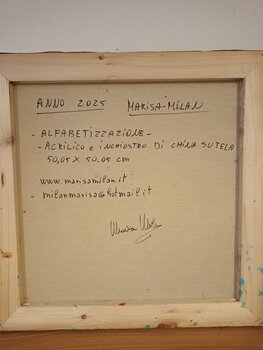 ANNO 2025 MARISA-MILAN
- ALFABETIZZAZIONE -
- ACRILICO e INCHIOSTRO DI CHINA SU TELA
50,05 X 50,05 cm
www.marisamilan.it
- milanmarisa@hotmail.it